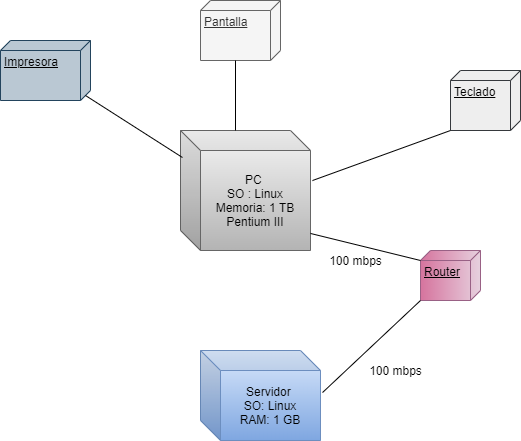 Pantalla
Impresora
Teclado
PC
SO : Linux
Memoria: 1 TB
Pentium III
100 mbps
Router
100 mbps
Servidor
SO: Linux
RAM: 1 GB